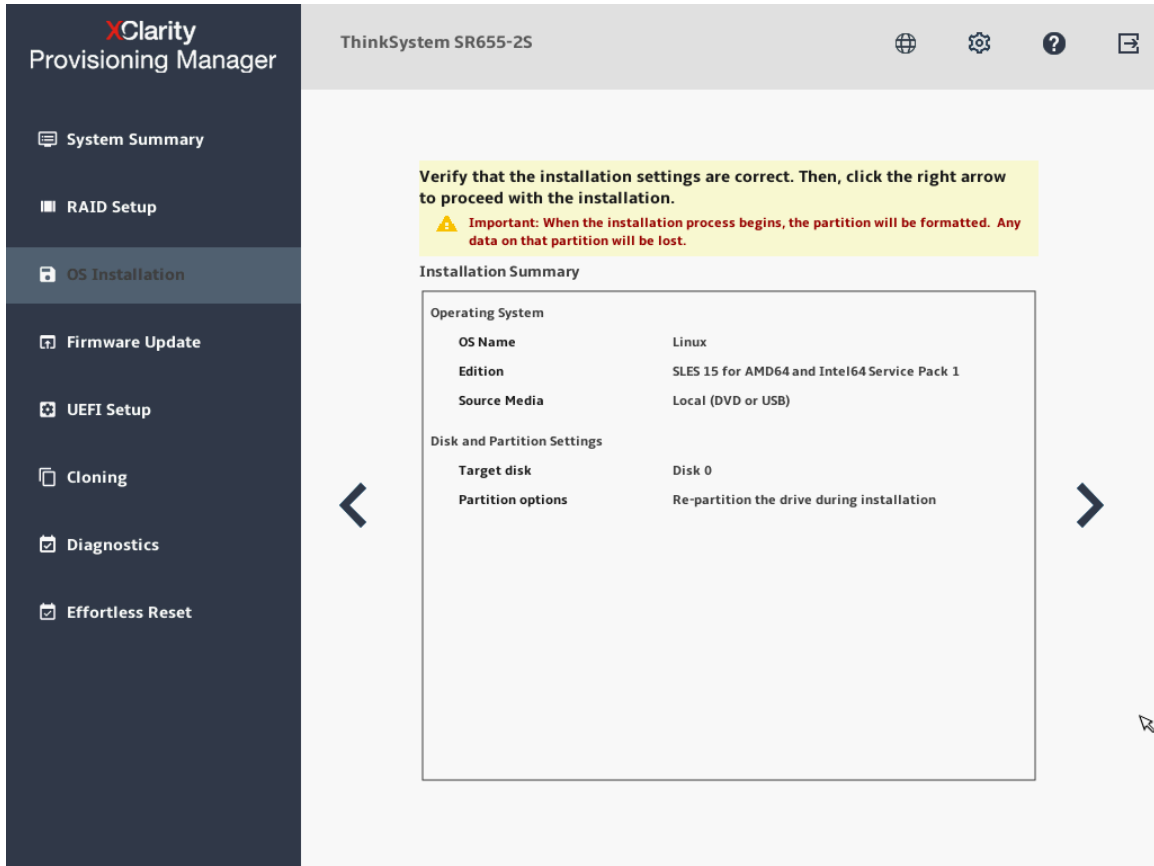 XClarity
Provisioning Manager
ThinkSystem SR655-2S
System Summary
RAID Setup
OS Installation
Firmware Update
UEFI Setup
Cloning
Diagnostics
Effortless Reset
Verify that the installation settings are correct. Then, click the right arrow
to proceed with the installation.
Important: When the installation process begins, the partition will be formatted. Any
data on that partition will be lost.
Installation Summary
Operating System
OS Name Linux
Edition SLES 15 for AMD64 and Intel64 Service Pack 1
Source Media Local (DVD or USB)
Disk and Partition Settings
Target disk Disk 0
Partition options Re-partition the drive during installation